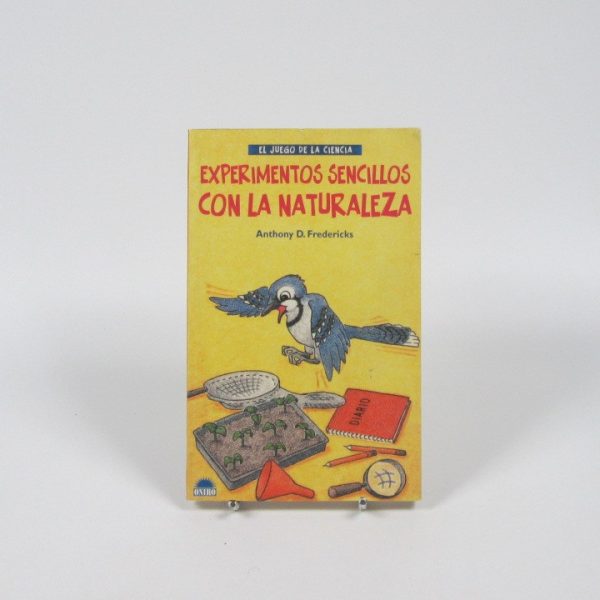 EL JUEGO DE LA CIENCIA
EXPERIMENTOS SENCILLOS
CON LA NATURALEZA
Anthony D. Fredericks
DIARIO
ONIRO